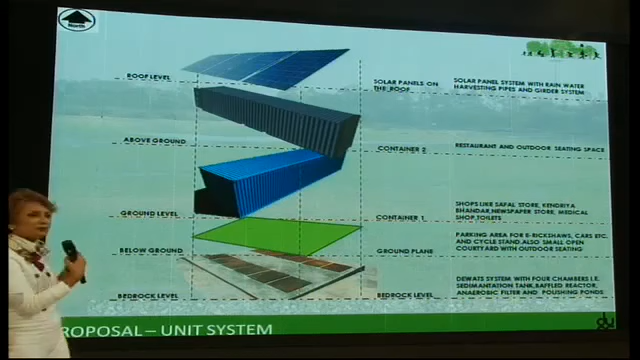 North
ROOF LEVEL
SOLAR PANELS ON
THE ROOF
SOLAR PANEL SYSTEM WITH RAIN WATER
HARVESTING PIPES AND GIRDER SYSTEM
ABOVE GROUND
CONTAINER 2
RESTAURANT AND OUTDOOR SEATING SPACE
GROUND LEVEL
CONTAINER 1
SHOPS LIKE SAFAL STORE, KENDRIYA
BHANDAR,NEWSPAPER STORE, MEDICAL
SHOP,TOILETS
BELOW GROUND
GROUND PLANE
PARKING AREA FOR E-RICKSHAWS, CARS ETC.
AND CYCLE STAND.ALSO SMALL OPEN
COURTYARD WITH OUTDOOR SEATING
BEDROCK LEVEL
BEDROCK LEVEL
DEWATS SYSTEM WITH FOUR CHAMBERS I.E.
SEDIMANTATION TANK,BAFFLED REACTOR,
ANAEROBIC FILTER AND POLISHING PONDS
ROPOSAL – UNIT SYSTEM